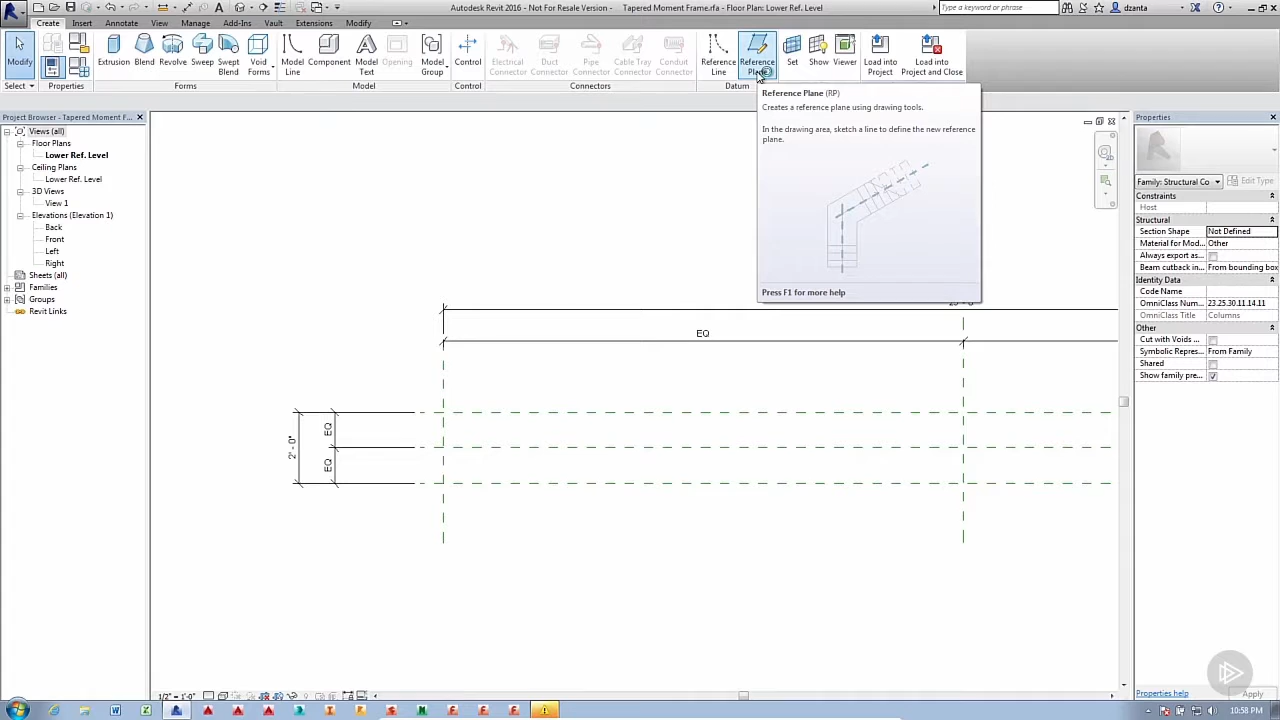 Autodesk Revit 2016 - Not For Resale Version - Tapered Moment Frame.rfa - Floor Plan: Lower Ref. Level
Type a keyword or phrase
dzanta
Create Insert Annotate View Manage Add-Ins Vault Extensions Modify
Modify
Extrusion Blend Revolve Sweep Swept Blend Void Forms
Model Line Component Model Text Opening Model Group
Control
Electrical Connector Duct Connector Pipe Connector Cable Tray Connector Conduit Connector
Reference Line Reference Plane
Set Show Viewer
Load into Project Load into Project and Close
Select Properties Forms Model Control Connectors Datum
Reference Plane (RP)
Creates a reference plane using drawing tools.
In the drawing area, sketch a line to define the new reference
plane.
Press F1 for more help
Project Browser - Tapered Moment F...
Views (all)
Floor Plans
Lower Ref. Level
Ceiling Plans
Lower Ref. Level
3D Views
View 1
Elevations (Elevation 1)
Back
Front
Left
Right
Sheets (all)
Families
Groups
Revit Links
EQ
2' - 0"
EQ
EQ
Properties
Family: Structural Co
Edit Type
Constraints
Host
Structural
Section Shape Not Defined
Material for Mod... Other
Always export as...
Beam cutback in... From bounding bo
Identity Data
Code Name
OmniClass Num... 23.25.30.11.14.11
OmniClass Title Columns
Other
Cut with Voids ...
Symbolic Repres... From Family
Shared
Show family pre...
Properties help
Apply
1/2" = 1'-0"
10:58 PM